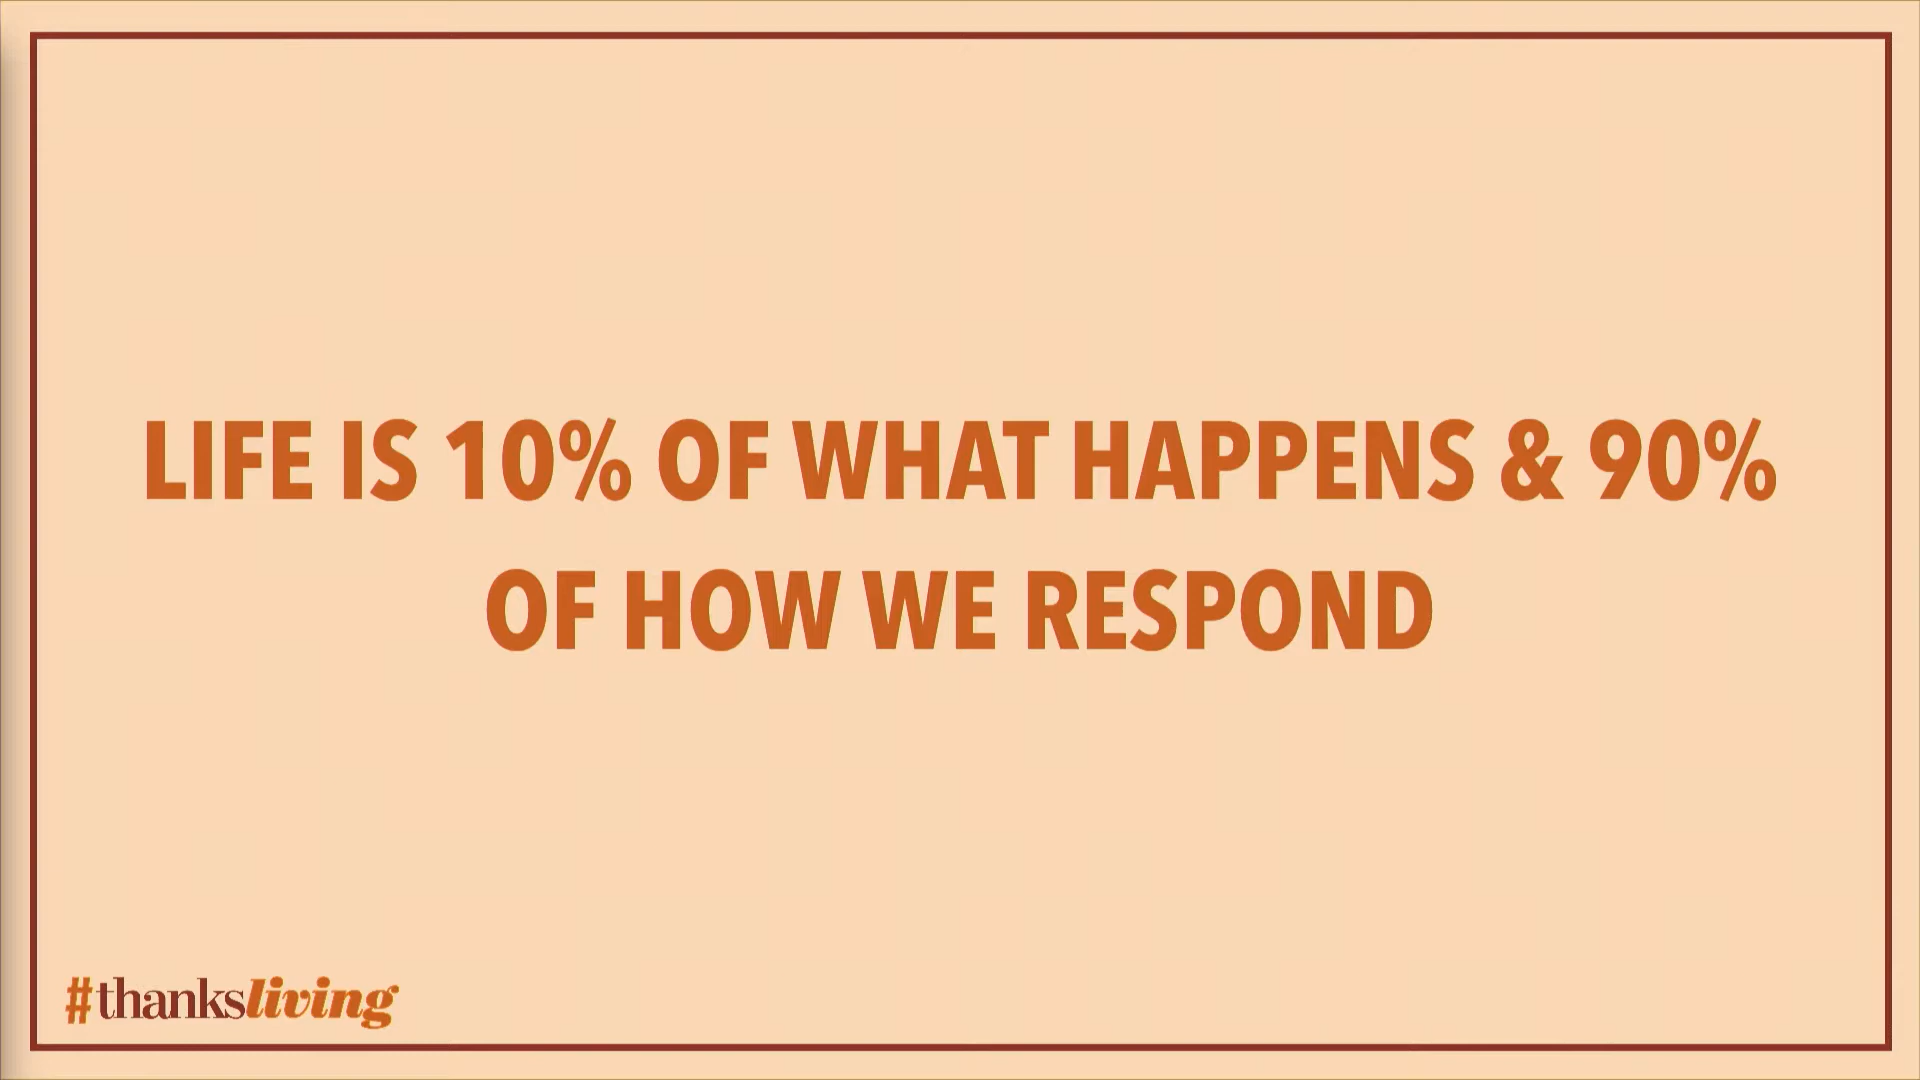 LIFE IS 10% OF WHAT HAPPENS & 90%
OF HOW WE RESPOND
#thanksliving